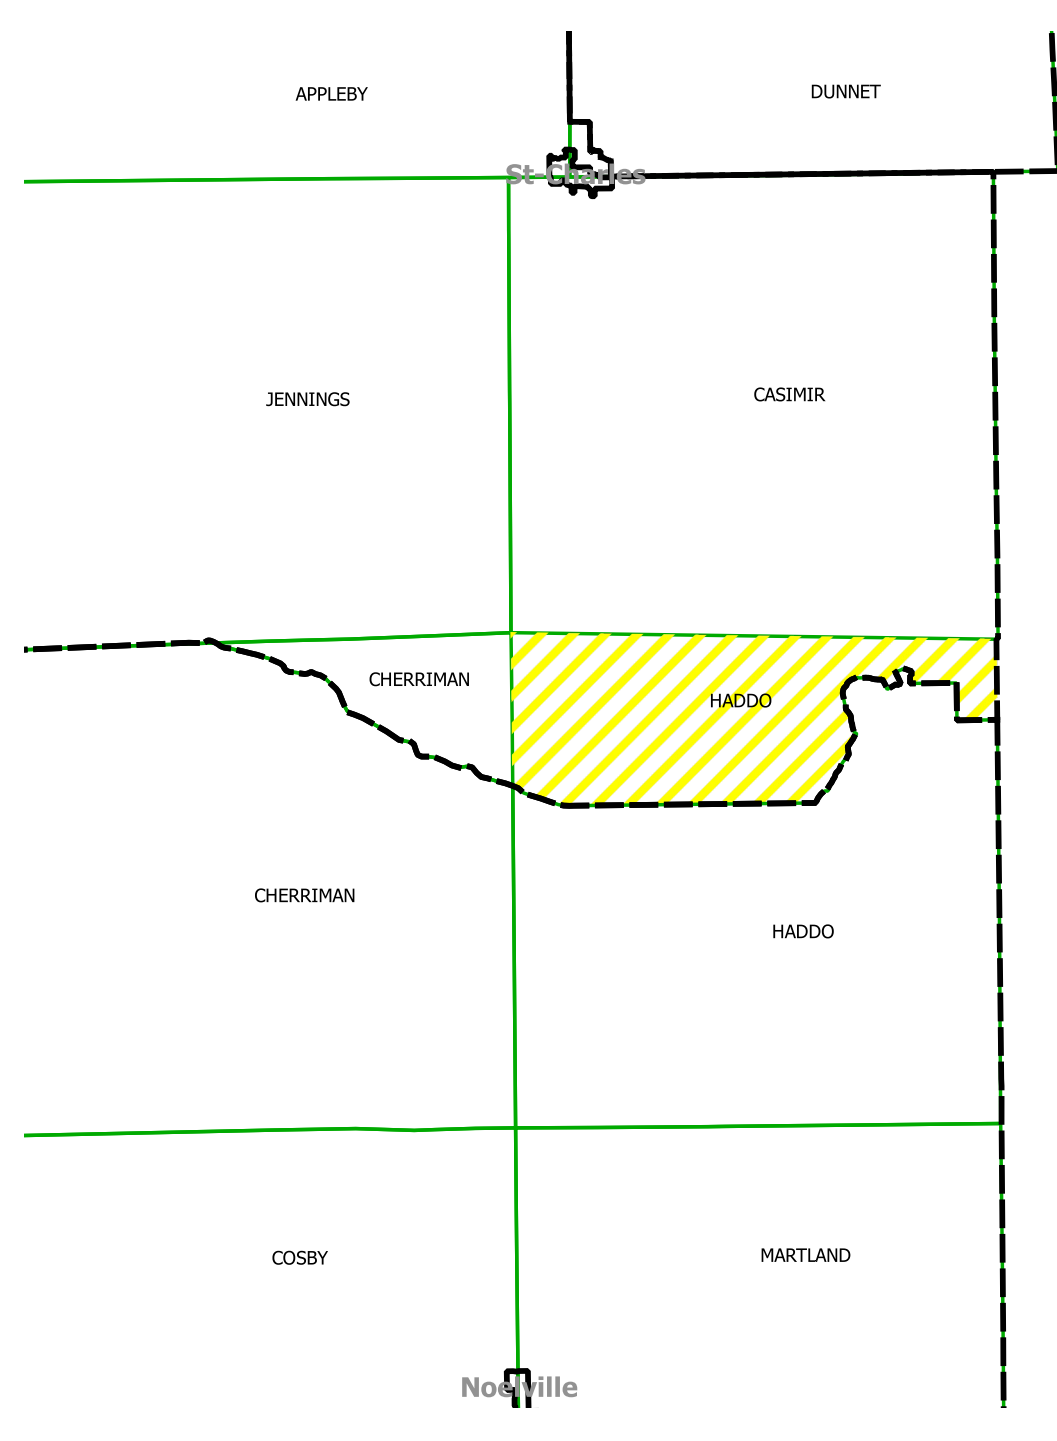 APPLEBY
DUNNET
St-Charles
JENNINGS
CASIMIR
CHERRIMAN
HADDO
CHERRIMAN
HADDO
COSBY
MARTLAND
Noelville